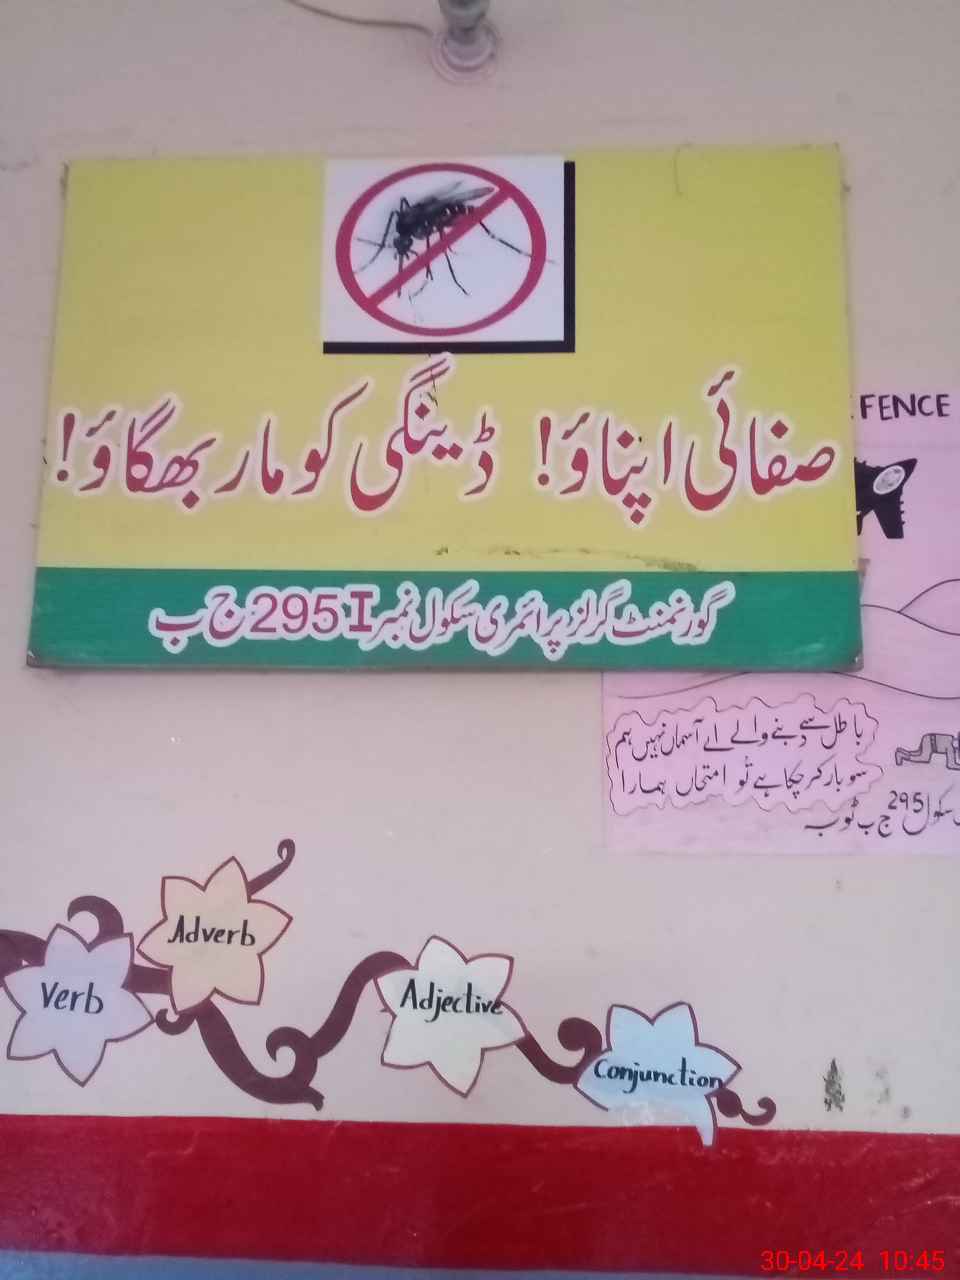 صفائی اپناؤ! ڈینگی کو مار بھگاؤ!
گورنمنٹ گرلز پرائمری سکول نمبر I 295 ج ب
FENCE
باطل سے دبنے والے اے آسماں نہیں ہم
سو بار کر چکا ہے تُو امتحاں ہمارا
سکول 295 ج ب ٹوبہ
Adverb
Verb
Adjective
Conjunction
30-04-24 10:45